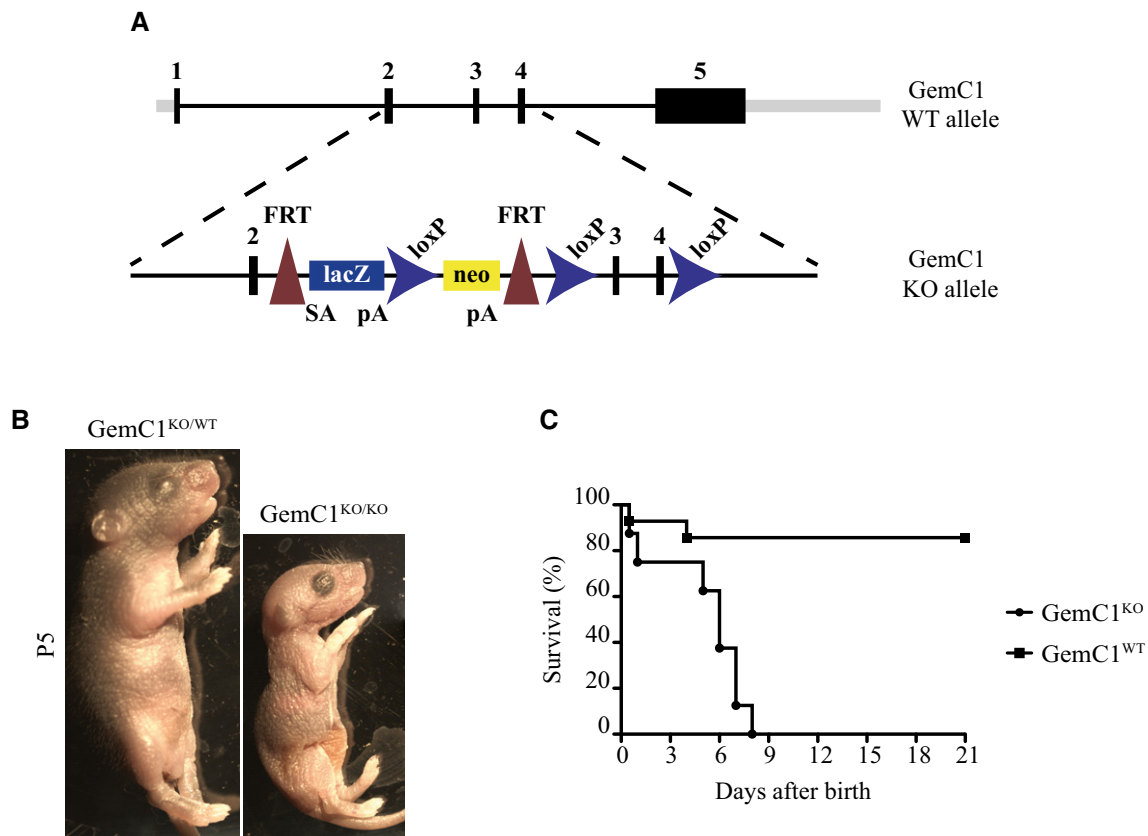 A
1 2 3 4 5
GemC1
WT allele
FRT FRT
2 loxP loxP 3 4 loxP
lacZ neo
SA pA pA
GemC1
KO allele
B
GemC1KO/WT
GemC1KO/KO
P5
C
100
80
60
40
20
0
Survival (%)
0 3 6 9 12 15 18 21
Days after birth
GemC1KO
GemC1WT